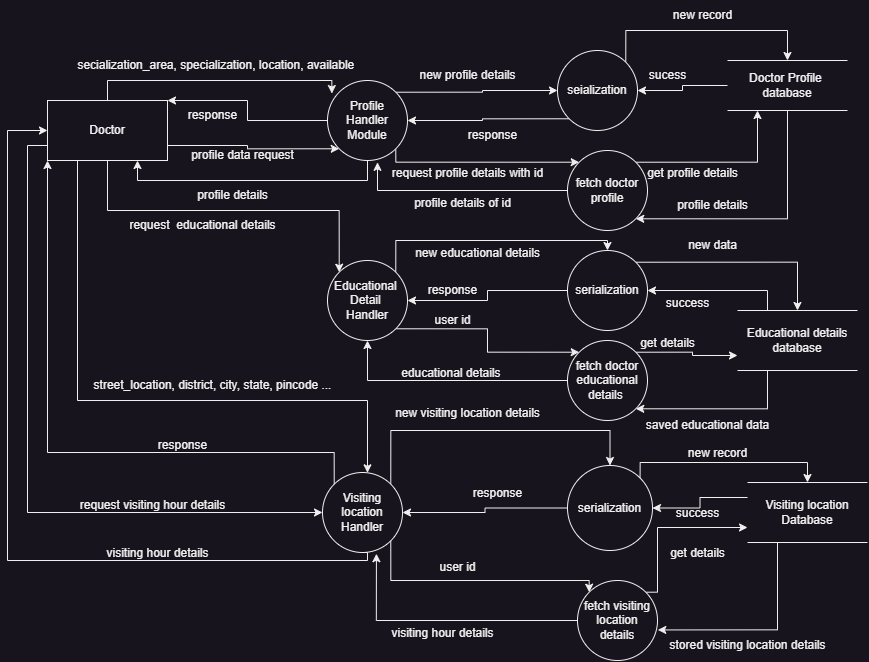 new record
secialization_area, specialization, location, available
new profile details
sucess
Doctor Profile
database
seialization
response
Profile
Handler
Module
Doctor
response
profile data request
request profile details with id
get profile details
fetch doctor
profile
profile details
profile details of id
profile details
request  educational details
new educational details
new data
Educational
Detail
Handler
response
serialization
success
user id
Educational details
database
get details
fetch doctor
educational
details
educational details
street_location, district, city, state, pincode ...
new visiting location details
saved educational data
response
new record
Visiting
location
Handler
response
serialization
success
Visiting location
Database
request visiting hour details
visiting hour details
get details
user id
fetch visiting
location
details
visiting hour details
stored visiting location details